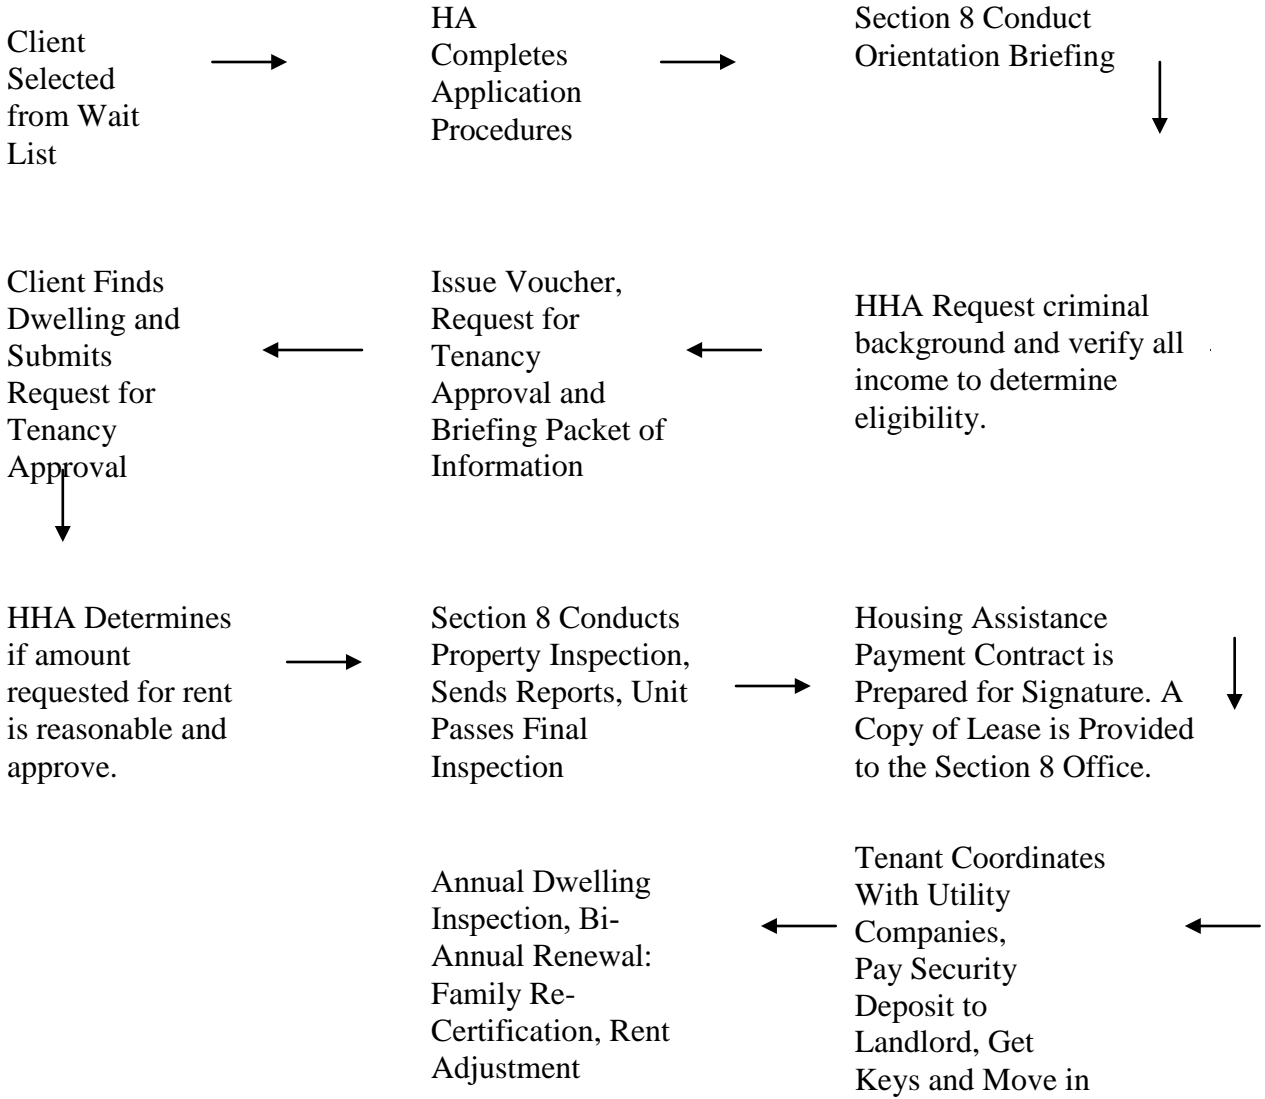 Client
Selected
from Wait
List
HA
Completes
Application
Procedures
Section 8 Conduct
Orientation Briefing
Client Finds
Dwelling and
Submits
Request for
Tenancy
Approval
Issue Voucher,
Request for
Tenancy
Approval and
Briefing Packet of
Information
HHA Request criminal
background and verify all
income to determine
eligibility.
HHA Determines
if amount
requested for rent
is reasonable and
approve.
Section 8 Conducts
Property Inspection,
Sends Reports, Unit
Passes Final
Inspection
Housing Assistance
Payment Contract is
Prepared for Signature. A
Copy of Lease is Provided
to the Section 8 Office.
Annual Dwelling
Inspection, Bi-
Annual Renewal:
Family Re-
Certification, Rent
Adjustment
Tenant Coordinates
With Utility
Companies,
Pay Security
Deposit to
Landlord, Get
Keys and Move in